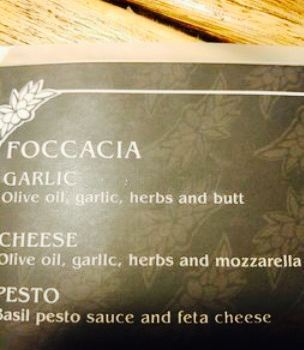 FOCCACIA
GARLIC
Olive oil, garlic, herbs and butt
CHEESE
Olive oil, garlic, herbs and mozzarella
PESTO
Basil pesto sauce and feta cheese